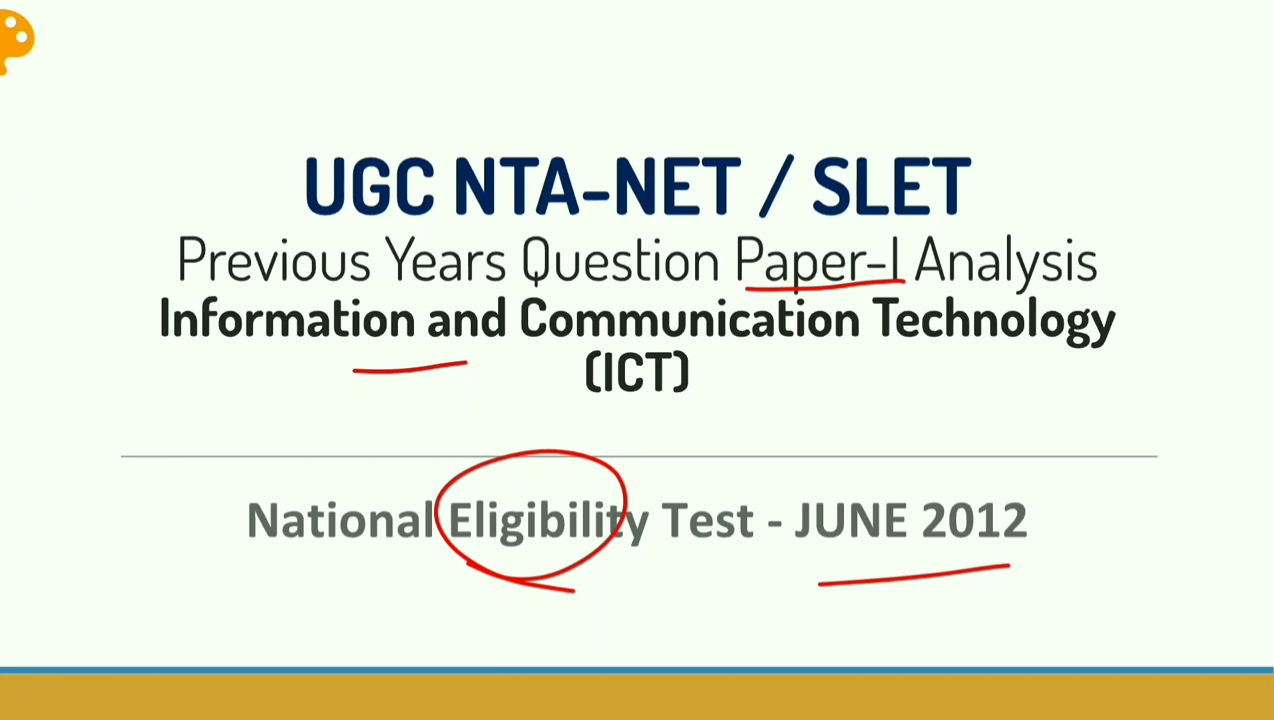 UGC NTA-NET / SLET
Previous Years Question Paper-I Analysis
Information and Communication Technology
(ICT)
National Eligibility Test - JUNE 2012